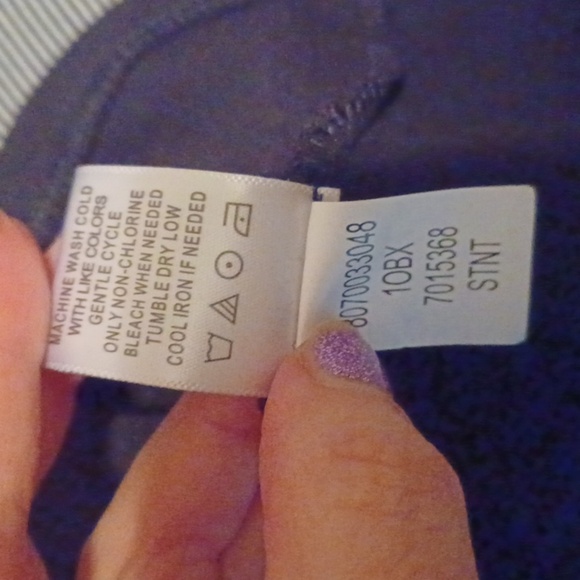 MACHINE WASH COLD
WITH LIKE COLORS
GENTLE CYCLE
ONLY NON-CHLORINE
BLEACH WHEN NEEDED
TUMBLE DRY LOW
COOL IRON IF NEEDED
8070033048
1OBX
7015368
STNT